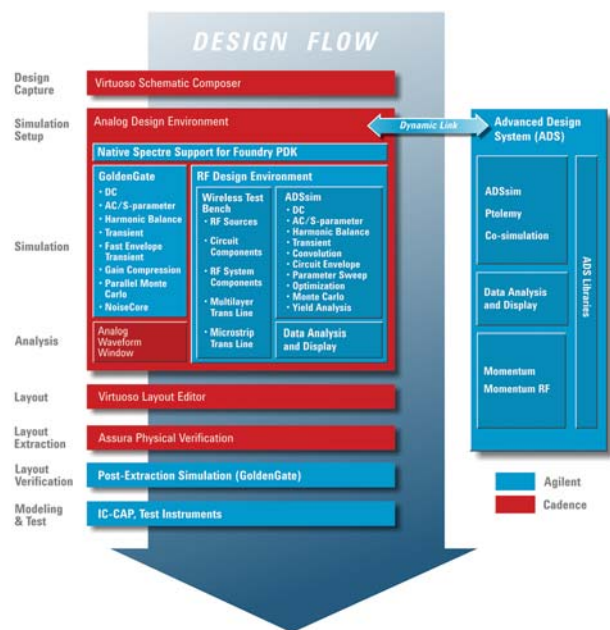 DESIGN FLOW
Design
Capture
Virtuoso Schematic Composer
Simulation
Setup
Analog Design Environment
Dynamic Link
Advanced Design
System (ADS)
Native Spectre Support for Foundry PDK
Simulation
GoldenGate
• DC
• AC/S-parameter
• Harmonic Balance
• Transient
• Fast Envelope
Transient
• Gain Compression
• Parallel Monte
Carlo
• NoiseCore
RF Design Environment
Wireless Test
Bench
• RF Sources
• Circuit
Components
• RF System
Components
• Multilayer
Trans Line
• Microstrip
Trans Line
ADSsim
• DC
• AC/S-parameter
• Harmonic Balance
• Transient
• Convolution
• Circuit Envelope
• Parameter Sweep
• Optimization
• Monte Carlo
• Yield Analysis
ADSsim
Ptolemy
Co-simulation
ADS Libraries
Data Analysis
and Display
Momentum
Momentum RF
Analysis
Analog
Waveform
Window
Data Analysis
and Display
Layout
Virtuoso Layout Editor
Layout
Extraction
Assura Physical Verification
Layout
Verification
Post-Extraction Simulation (GoldenGate)
Modeling
& Test
IC-CAP, Test Instruments
Agilent
Cadence